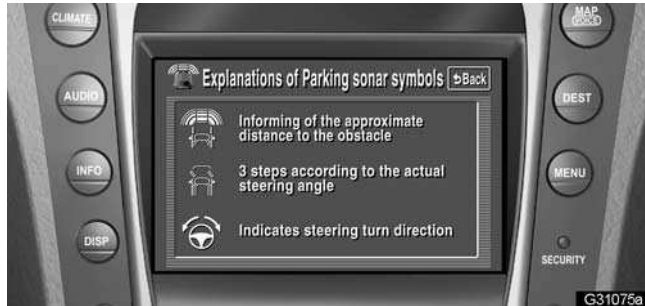 CLIMATE
MAP
VOICE
Explanations of Parking sonar symbols
Back
AUDIO
DEST
Informing of the approximate
distance to the obstacle
INFO
3 steps according to the actual
steering angle
MENU
DISP
Indicates steering turn direction
SECURITY
G31075a